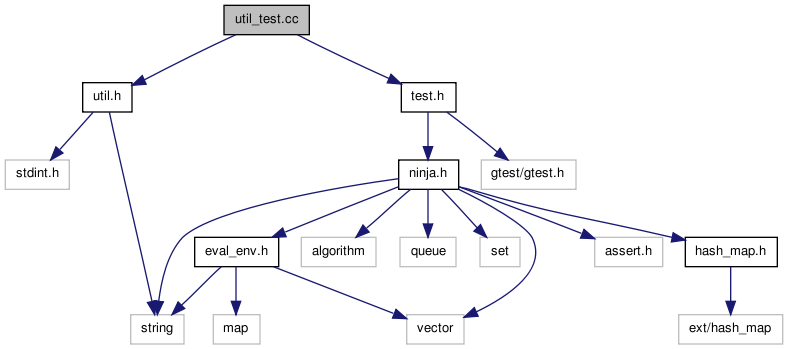 util_test.cc
util.h
test.h
stdint.h
ninja.h
gtest/gtest.h
eval_env.h
algorithm
queue
set
assert.h
hash_map.h
string
map
vector
ext/hash_map